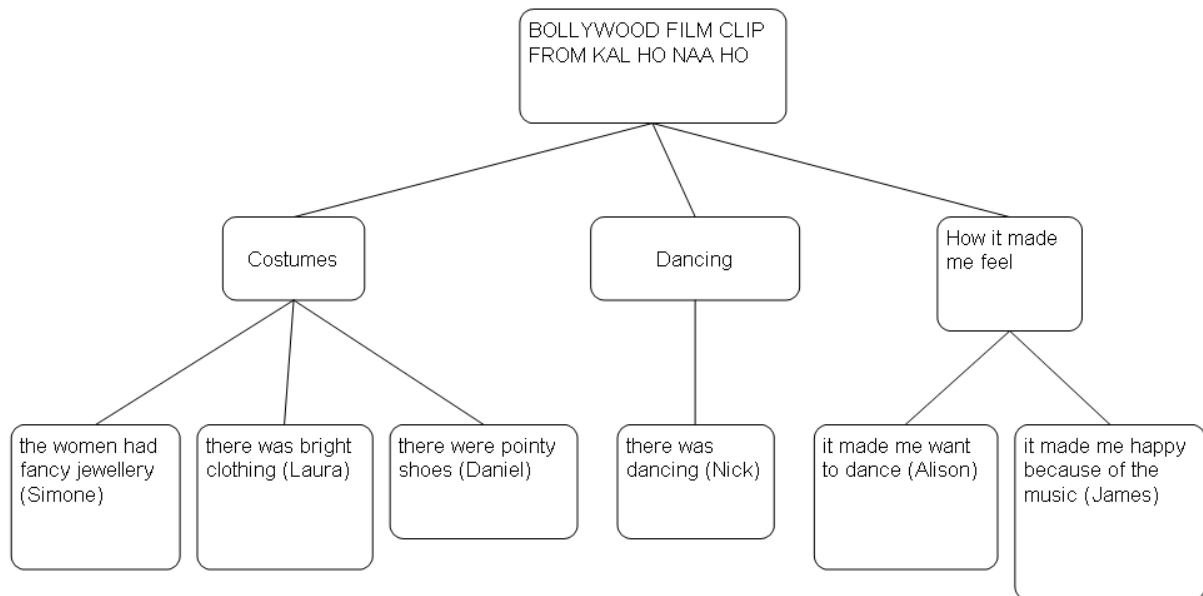 BOLLYWOOD FILM CLIP
FROM KAL HO NAA HO
Costumes
Dancing
How it made
me feel
the women had
fancy jewellery
(Simone)
there was bright
clothing (Laura)
there were pointy
shoes (Daniel)
there was
dancing (Nick)
it made me want
to dance (Alison)
it made me happy
because of the
music (James)